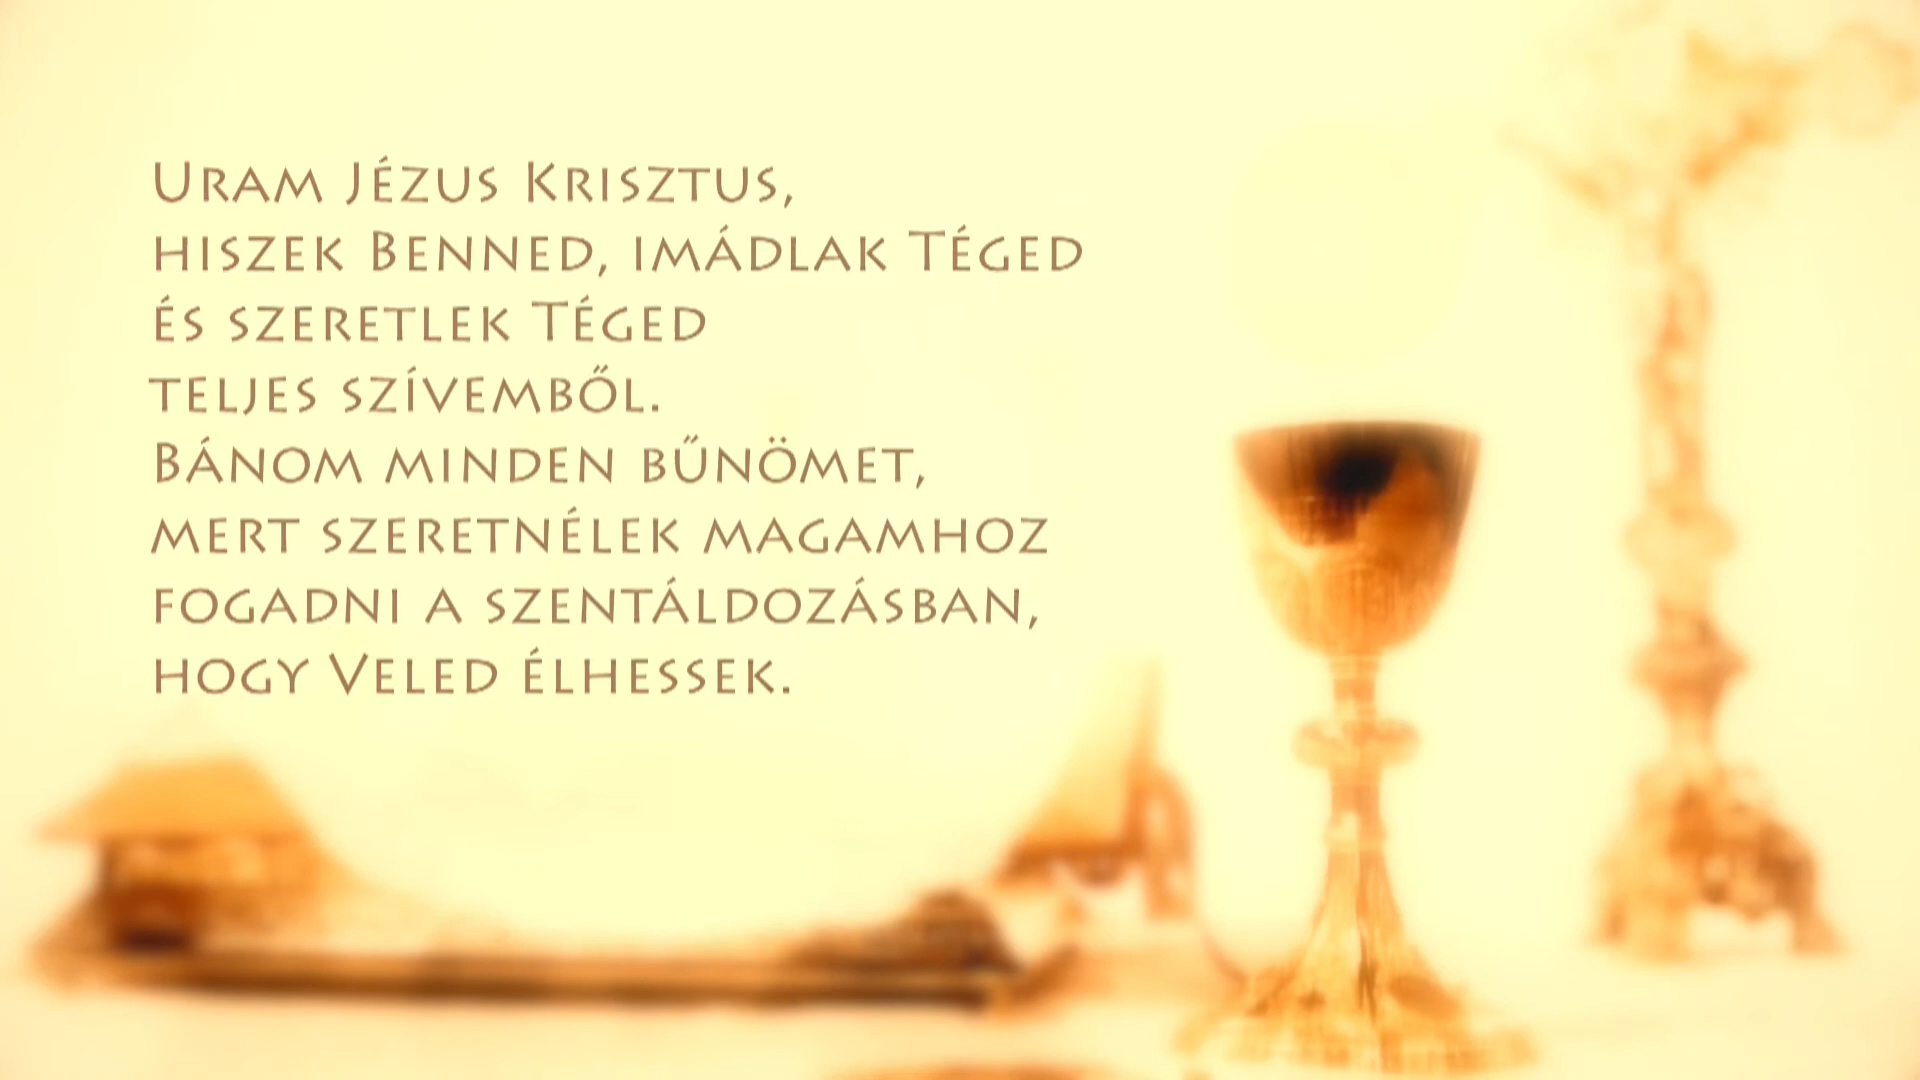 Uram Jézus Krisztus,
hiszek Benned, imádlak Téged
és szeretlek Téged
teljes szívemből.
Bánom minden bűnömet,
mert szeretnélek magamhoz
fogadni a szentáldozásban,
hogy Veled élhessek.